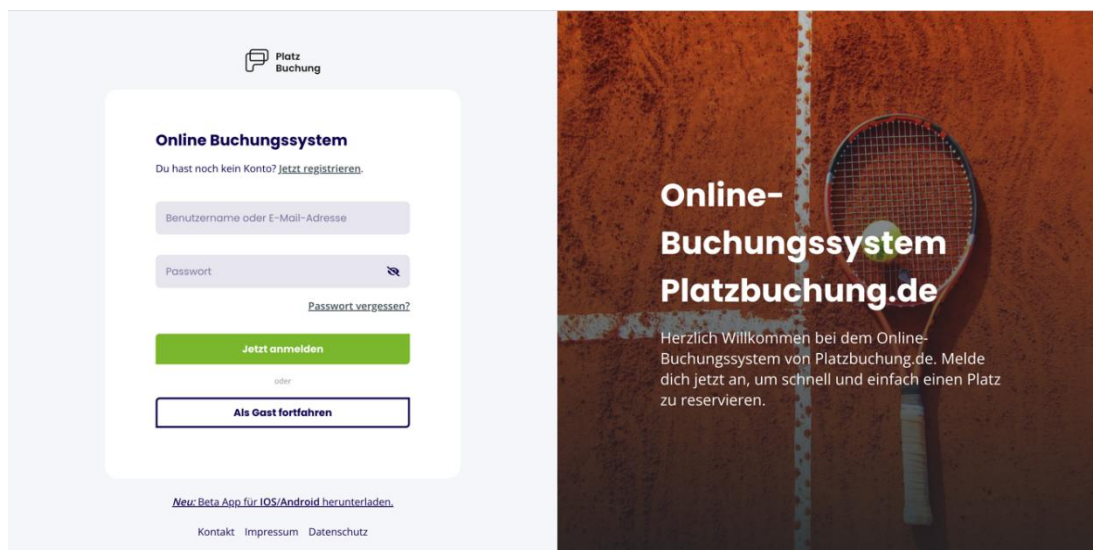 Platz
Buchung
Online Buchungssystem
Du hast noch kein Konto? Jetzt registrieren.
Benutzername oder E-Mail-Adresse
Passwort
Passwort vergessen?
Jetzt anmelden
oder
Als Gast fortfahren
Neu: Beta App für IOS/Android herunterladen.
Kontakt Impressum Datenschutz
Online-
Buchungssystem
Platzbuchung.de
Herzlich Willkommen bei dem Online-
Buchungssystem von Platzbuchung.de. Melde
dich jetzt an, um schnell und einfach einen Platz
zu reservieren.